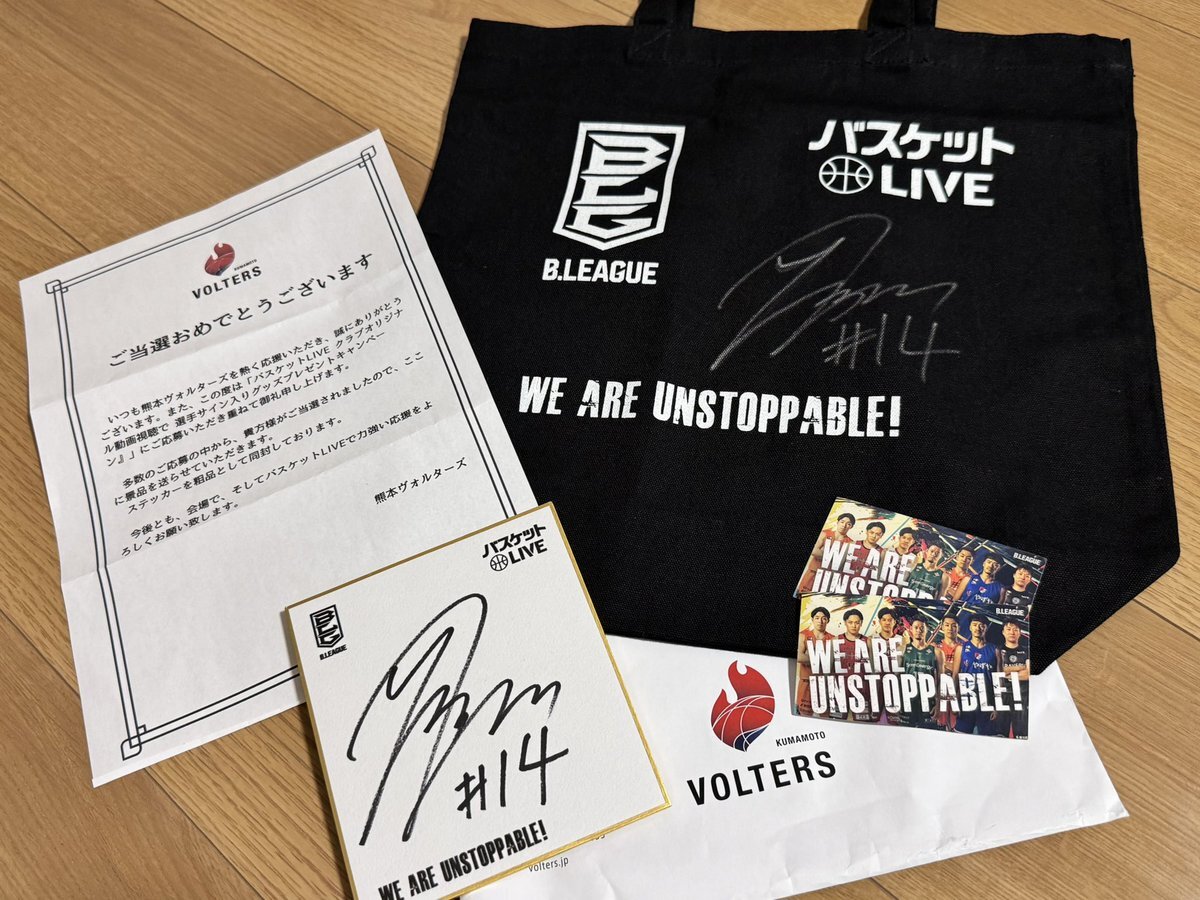 KUMAMOTO
VOLTERS
ご当選おめでとうございます
いつも熊本ヴォルターズを熱く応援いただき、誠にありがとう
ございます。また、この度は「バスケットLIVE クラブオリジナ
ル動画視聴で 選手サイン入りグッズプレゼントキャンペー
ン』」にご応募いただき重ねて御礼申し上げます。
多数のご応募の中から、貴方様がご当選されましたので、ここ
に景品を送らせていただきます。
ステッカーを粗品として同封しております。
今後とも、会場で、そしてバスケットLIVEで力強い応援をよ
ろしくお願い致します。
熊本ヴォルターズ
B.LEAGUE
バスケット
LIVE
#14
WE ARE UNSTOPPABLE!
バスケット
LIVE
B.LEAGUE
#14
WE ARE UNSTOPPABLE!
B.LEAGUE
WE ARE
UNSTOPPABLE!
B.LEAGUE
WE ARE
UNSTOPPABLE!
KUMAMOTO
VOLTERS
volters.jp